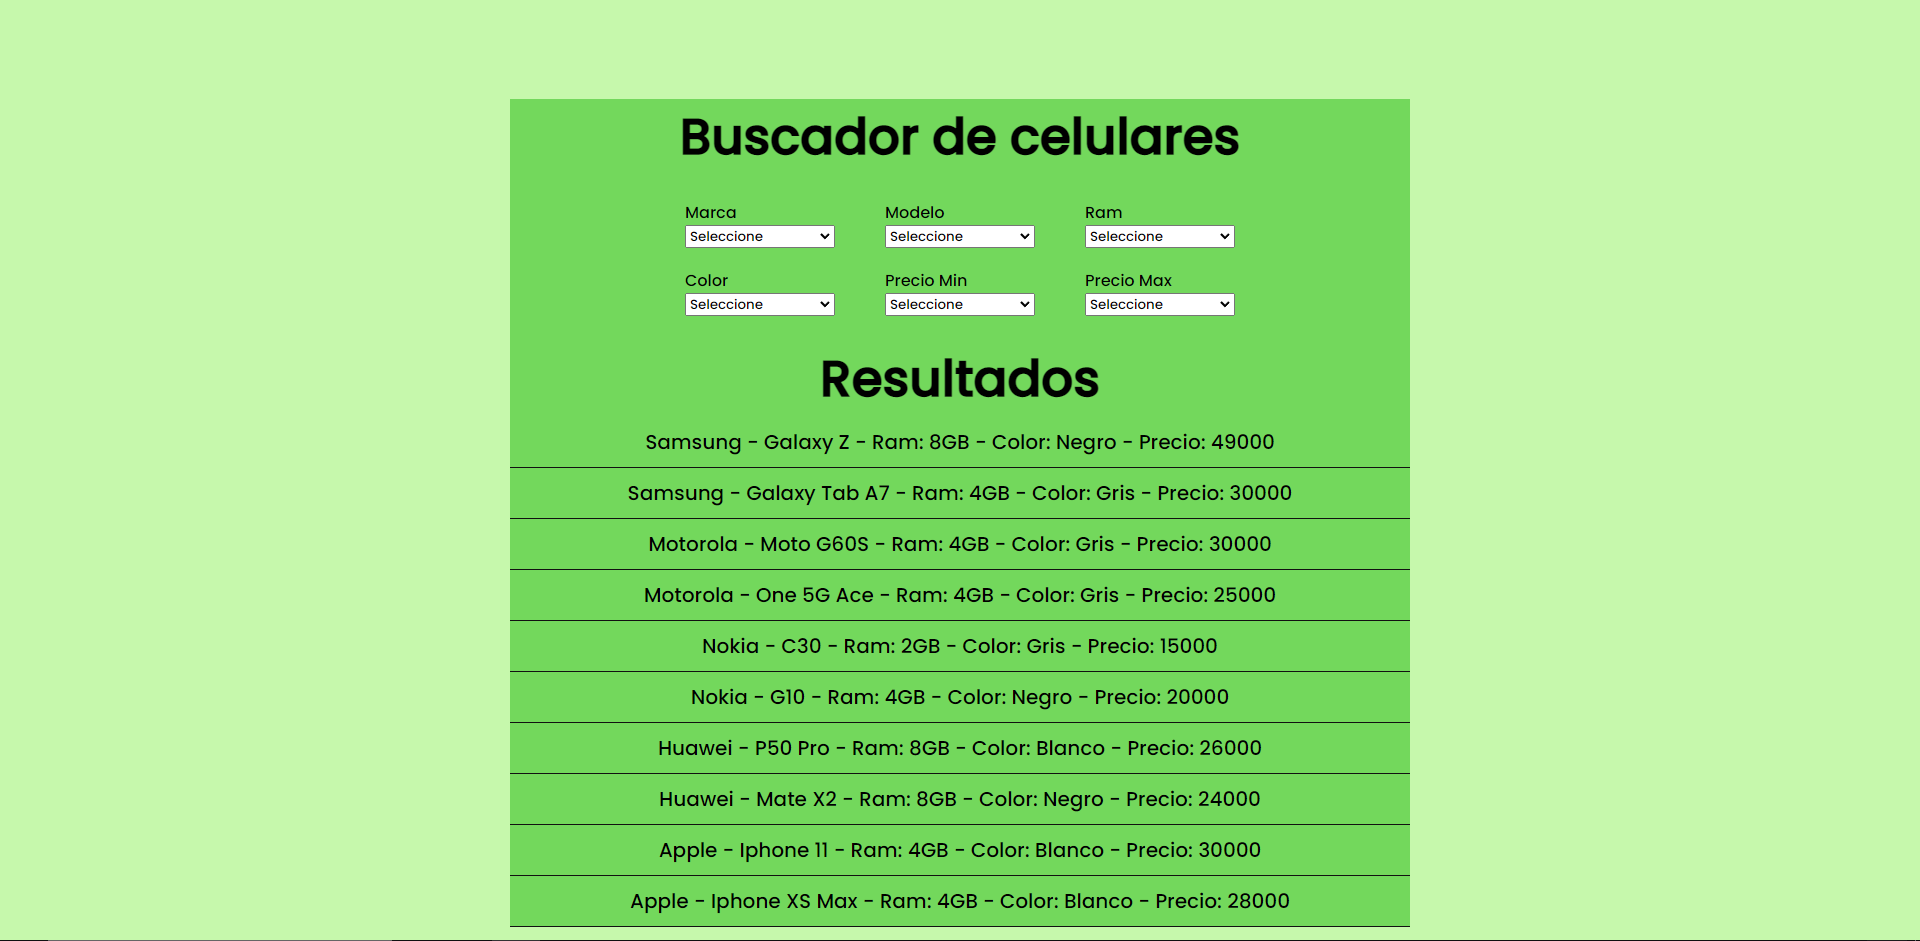 Buscador de celulares
Marca Modelo Ram
Seleccione Seleccione Seleccione
Color Precio Min Precio Max
Seleccione Seleccione Seleccione
Resultados
Samsung - Galaxy Z - Ram: 8GB - Color: Negro - Precio: 49000
Samsung - Galaxy Tab A7 - Ram: 4GB - Color: Gris - Precio: 30000
Motorola - Moto G60S - Ram: 4GB - Color: Gris - Precio: 30000
Motorola - One 5G Ace - Ram: 4GB - Color: Gris - Precio: 25000
Nokia - C30 - Ram: 2GB - Color: Gris - Precio: 15000
Nokia - G10 - Ram: 4GB - Color: Negro - Precio: 20000
Huawei - P50 Pro - Ram: 8GB - Color: Blanco - Precio: 26000
Huawei - Mate X2 - Ram: 8GB - Color: Negro - Precio: 24000
Apple - Iphone 11 - Ram: 4GB - Color: Blanco - Precio: 30000
Apple - Iphone XS Max - Ram: 4GB - Color: Blanco - Precio: 28000